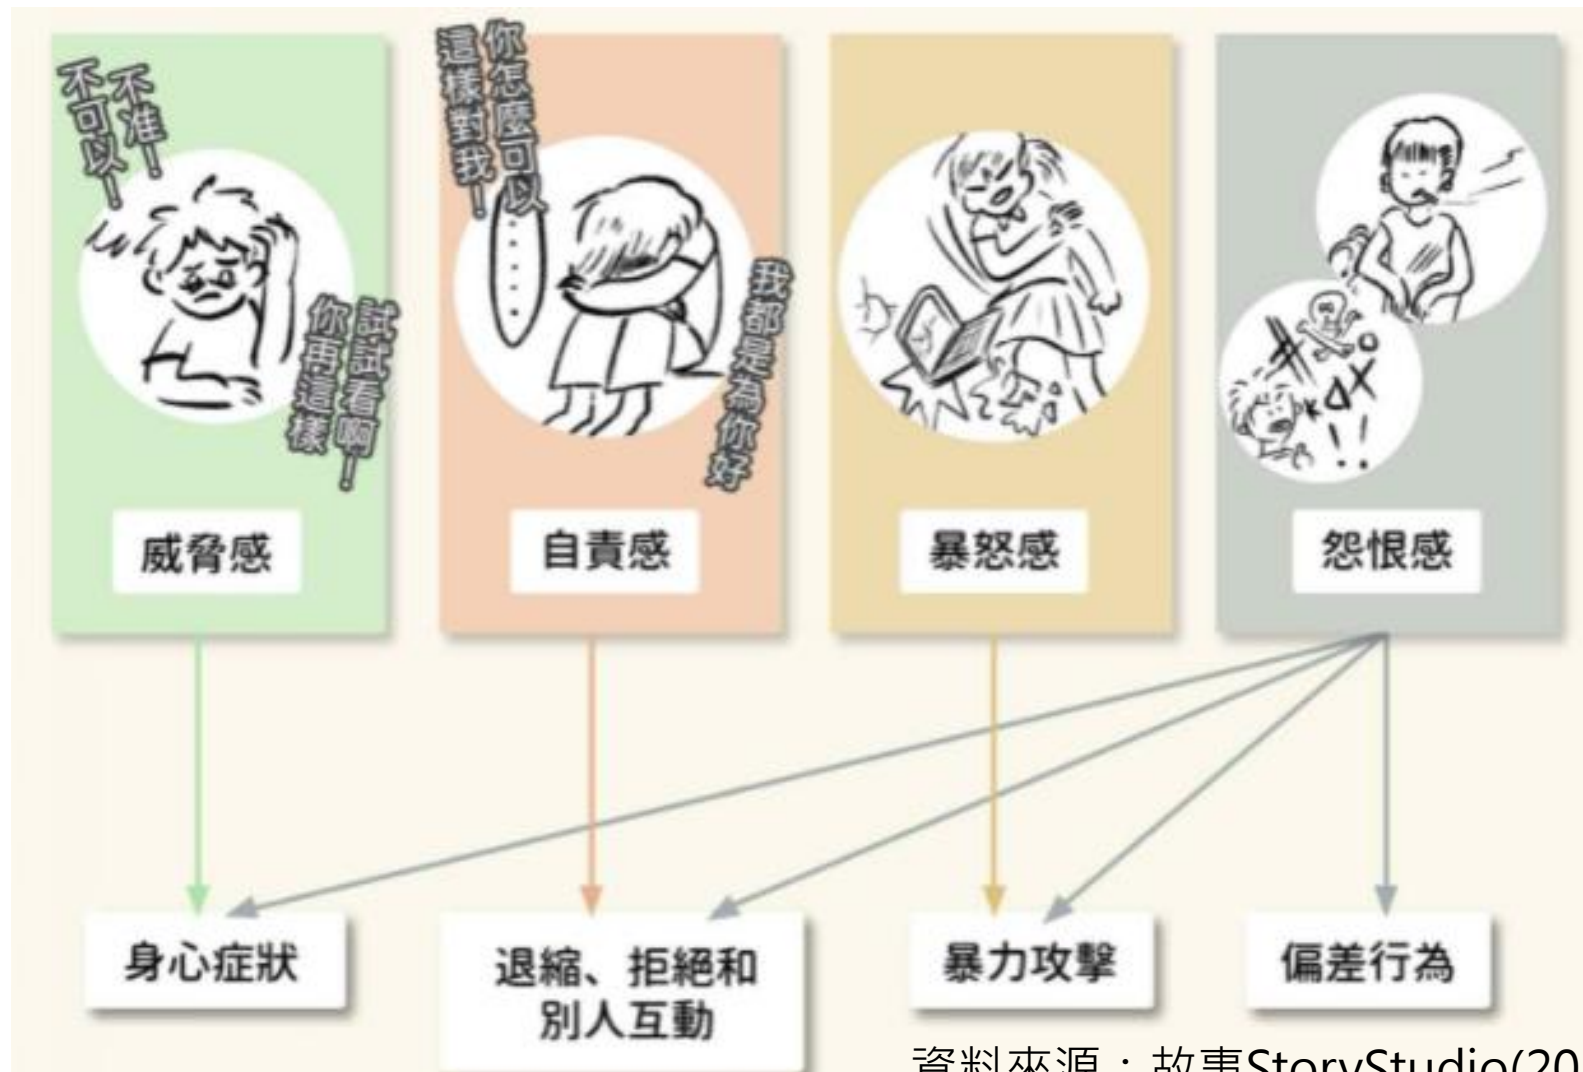 不准！
不可以！
試試看啊！
你再這樣
你怎麼可以
這樣對我！
我都是為你好
威脅感
自責感
暴怒感
怨恨感
身心症狀
退縮、拒絕和
別人互動
暴力攻擊
偏差行為
資料來源：故事StoryStudio(20